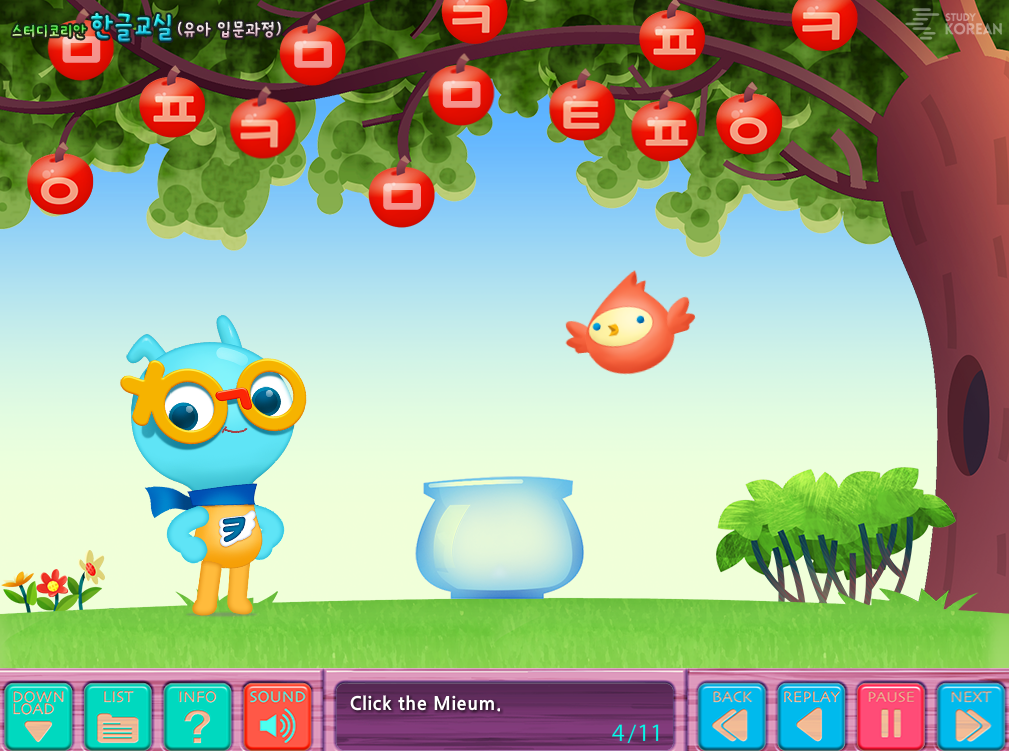 스터디코리안 한글교실 (유아 입문과정)
STUDY
KOREAN
ㅋ
ㅋ
ㅁ
ㅁ
ㅍ
ㅍ
ㅋ
ㅁ
ㅌ
ㅍ
ㅇ
ㅇ
ㅁ
ㅋ
DOWN
LOAD
LIST
INFO
SOUND
Click the Mieum.
4/11
BACK
REPLAY
PAUSE
NEXT